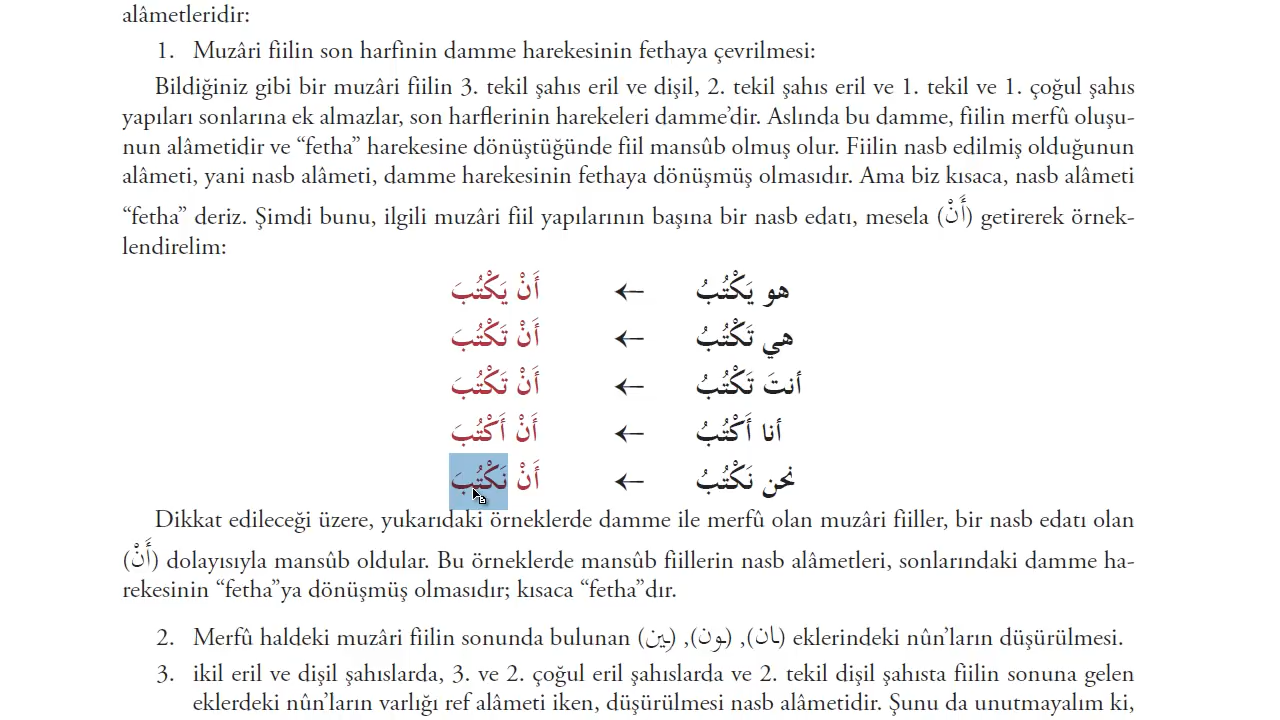 alâmetleridir:
1. Muzâri fiilin son harfinin damme harekesinin fethaya çevrilmesi:
Bildiğiniz gibi bir muzâri fiilin 3. tekil şahıs eril ve dişil, 2. tekil şahıs eril ve 1. tekil ve 1. çoğul şahıs
yapıları sonlarına ek almazlar, son harflerinin harekeleri damme’dir. Aslında bu damme, fiilin merfû oluşu-
nun alâmetidir ve “fetha” harekesine dönüştüğünde fiil mansûb olmuş olur. Fiilin nasb edilmiş olduğunun
alâmeti, yani nasb alâmeti, damme harekesinin fethaya dönüşmüş olmasıdır. Ama biz kısaca, nasb alâmeti
“fetha” deriz. Şimdi bunu, ilgili muzâri fiil yapılarının başına bir nasb edatı, mesela (أَنْ) getirerek örnek-
lendirelim:
هو يَكْتُبُ ← أَنْ يَكْتُبَ
هي تَكْتُبُ ← أَنْ تَكْتُبَ
أنتَ تَكْتُبُ ← أَنْ تَكْتُبَ
أنا أَكْتُبُ ← أَنْ أَكْتُبَ
نحن نَكْتُبُ ← أَنْ نَكْتُبَ
Dikkat edileceği üzere, yukarıdaki örneklerde damme ile merfû olan muzâri fiiller, bir nasb edatı olan
(أَنْ) dolayısıyla mansûb oldular. Bu örneklerde mansûb fiillerin nasb alâmetleri, sonlarındaki damme ha-
rekesinin “fetha”ya dönüşmüş olmasıdır; kısaca “fetha”dır.
2. Merfû haldeki muzâri fiilin sonunda bulunan (ـين) ,(ـون) ,(ـان) eklerindeki nûn’ların düşürülmesi.
3. ikil eril ve dişil şahıslarda, 3. ve 2. çoğul eril şahıslarda ve 2. tekil dişil şahısta fiilin sonuna gelen
eklerdeki nûn’ların varlığı ref alâmeti iken, düşürülmesi nasb alâmetidir. Şunu da unutmayalım ki,